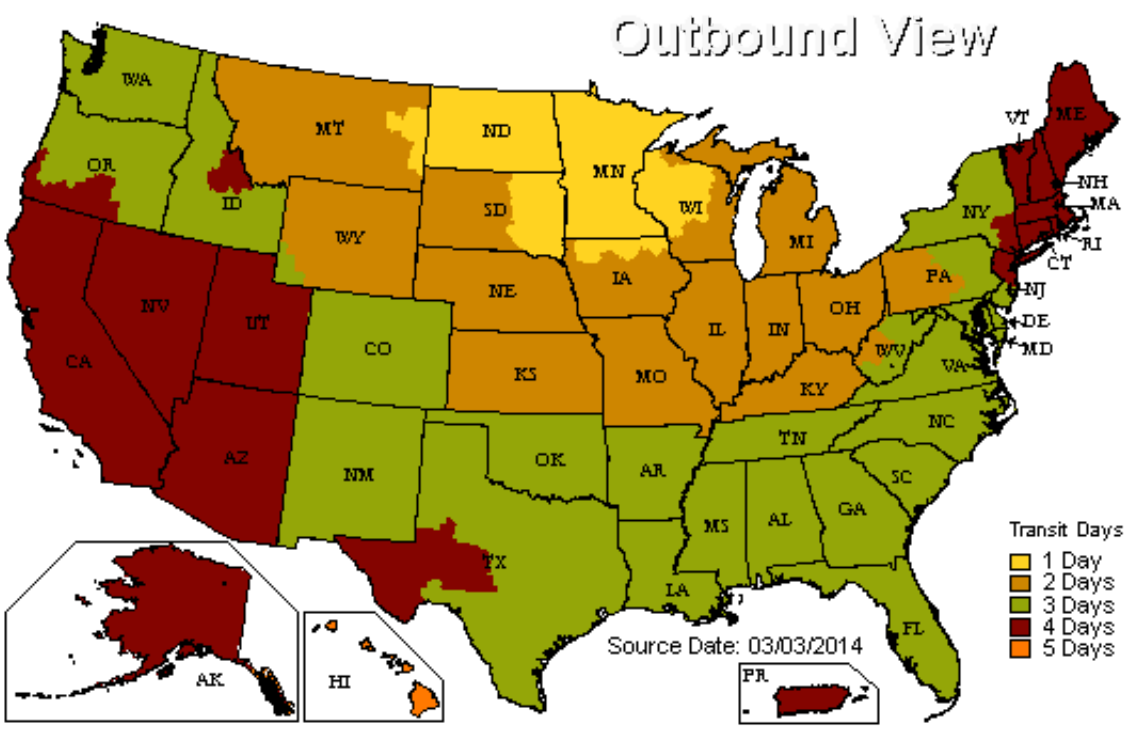 Outbound View
WA
OR
ID
MT
WY
ND
SD
NE
KS
MN
IA
MO
WI
IL
MI
IN
OH
KY
PA
NY
WV
VA
VT
ME
NH
MA
RI
CT
NJ
DE
MD
CA
NV
UT
AZ
CO
NM
OK
TX
AR
LA
MS
AL
TN
GA
SC
NC
FL
AK
HI
PR
Transit Days
1 Day
2 Days
3 Days
4 Days
5 Days
Source Date: 03/03/2014